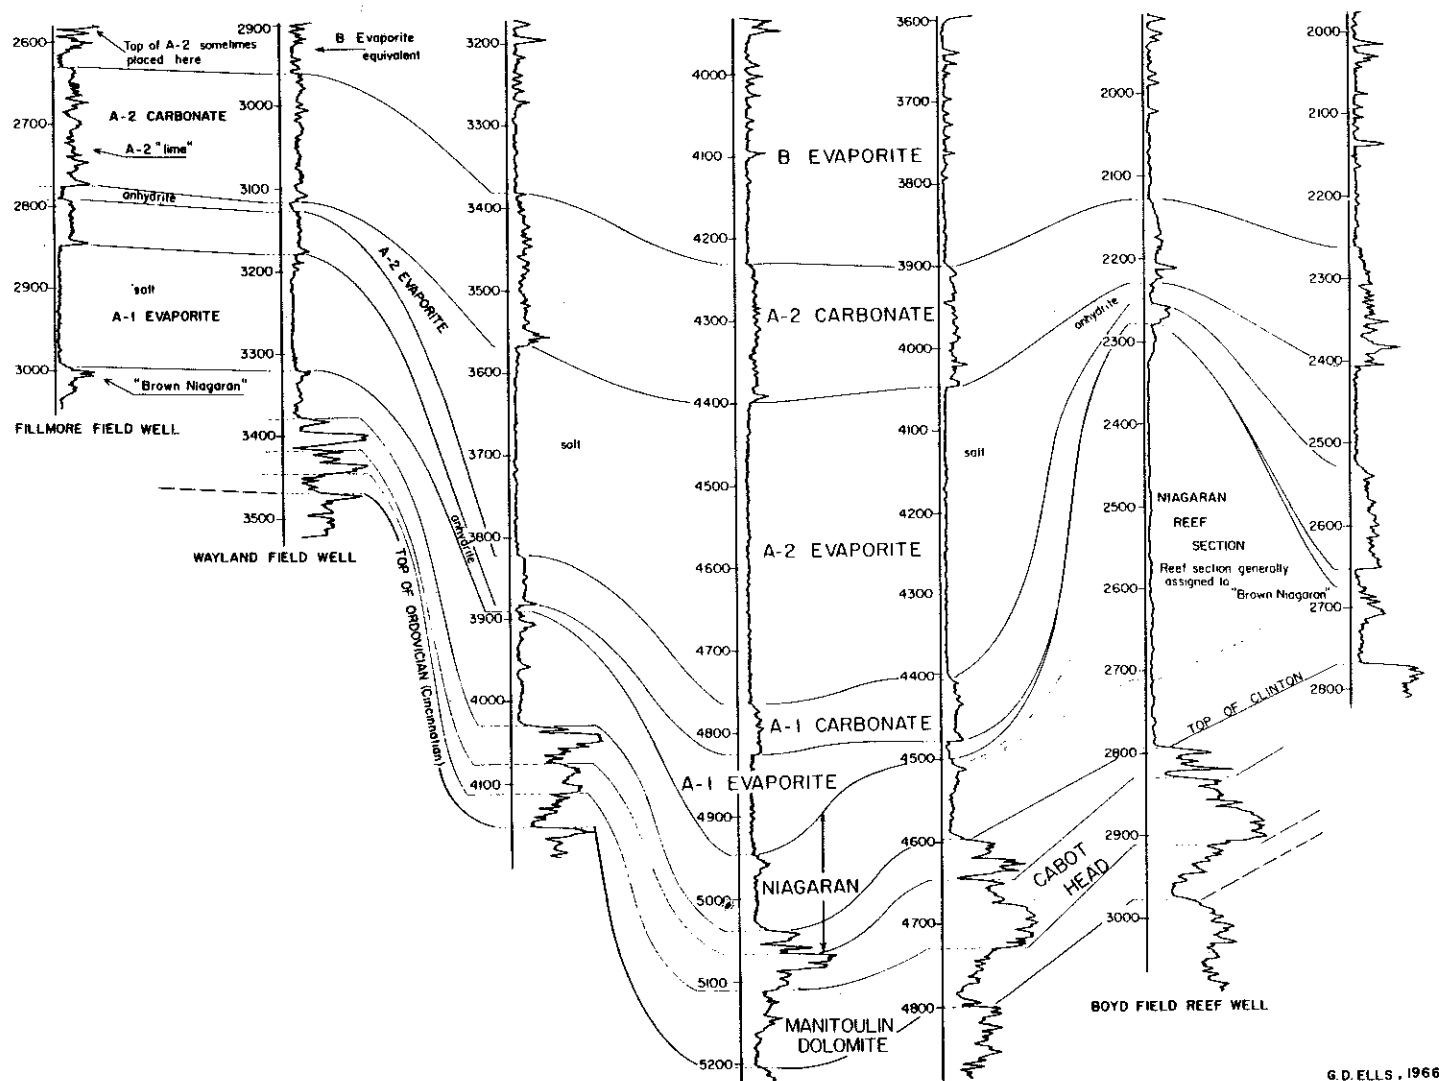 2600
2700
2800
2900
3000
Top of A-2 sometimes
placed here
A-2 CARBONATE
A-2 "lime"
anhydrite
salt
A-1 EVAPORITE
"Brown Niagaran"
FILLMORE FIELD WELL
2900
3000
3100
3200
3300
3400
3500
B Evaporite
equivalent
A-2 EVAPORITE
WAYLAND FIELD WELL
TOP OF ORDOVICIAN (Cincinnatian)
anhydrite
3200
3300
3400
3500
3600
3700
3800
3900
4000
4100
salt
4000
4100
4200
4300
4400
4500
4600
4700
4800
4900
5000
5100
5200
B EVAPORITE
A-2 CARBONATE
A-2 EVAPORITE
A-1 CARBONATE
A-1 EVAPORITE
NIAGARAN
MANITOULIN
DOLOMITE
3600
3700
3800
3900
4000
4100
4200
4300
4400
4500
4600
4700
4800
salt
anhydrite
CABOT
HEAD
2000
2100
2200
2300
2400
2500
2600
2700
2800
2900
3000
NIAGARAN
REEF
SECTION
Reef section generally
assigned to
"Brown Niagaran"
TOP OF CLINTON
BOYD FIELD REEF WELL
2000
2100
2200
2300
2400
2500
2600
2700
2800
G.D. ELLS, 1966